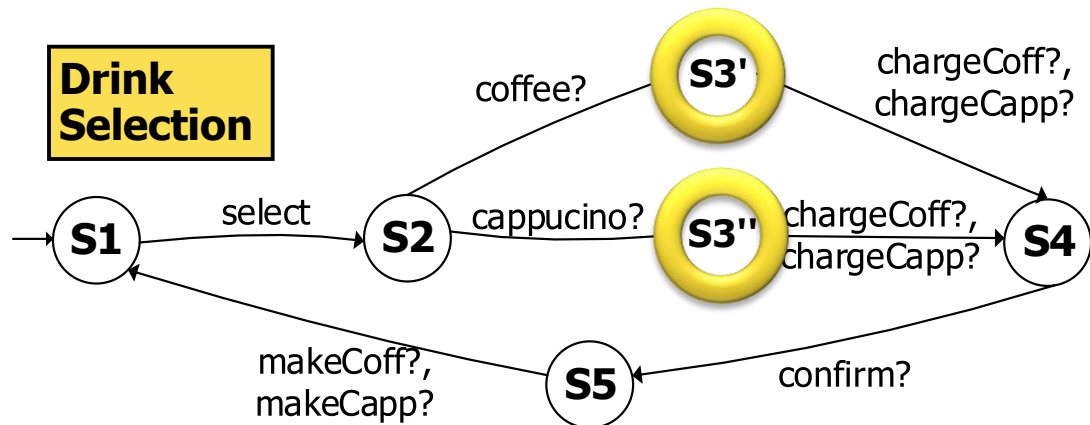 Drink
Selection
coffee?
S3'
chargeCoff?,
chargeCapp?
S1
select
S2
cappucino?
S3''
chargeCoff?,
chargeCapp?
S4
makeCoff?,
makeCapp?
S5
confirm?